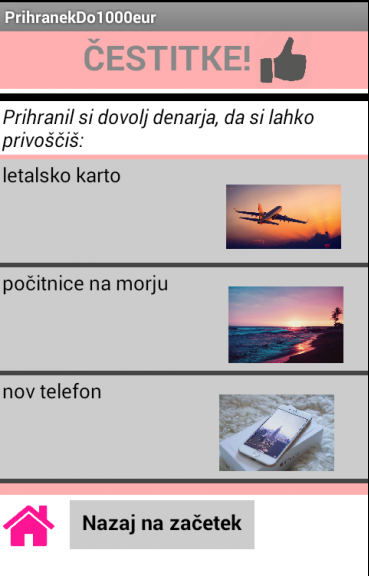 PrihranekDo1000eur
ČESTITKE!
Prihranil si dovolj denarja, da si lahko
privoščiš:
letalsko karto
počitnice na morju
nov telefon
Nazaj na začetek